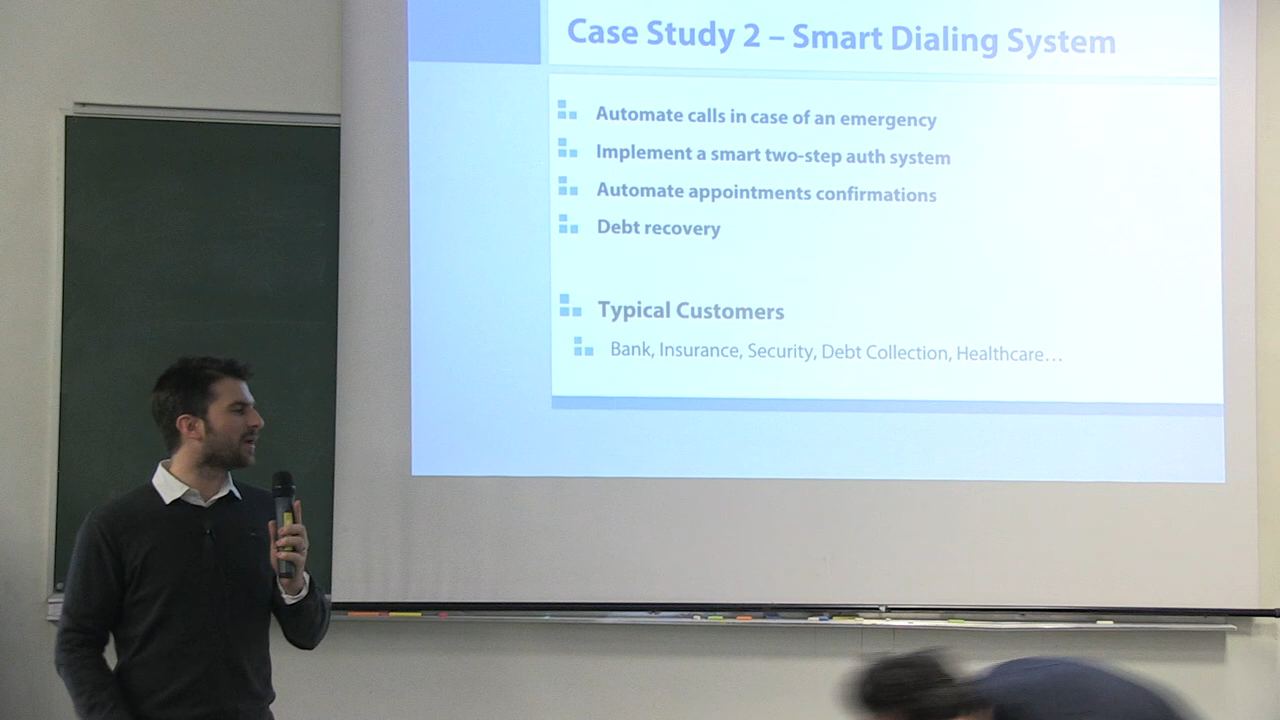 Case Study 2 – Smart Dialing System
Automate calls in case of an emergency
Implement a smart two-step auth system
Automate appointments confirmations
Debt recovery
Typical Customers
Bank, Insurance, Security, Debt Collection, Healthcare…